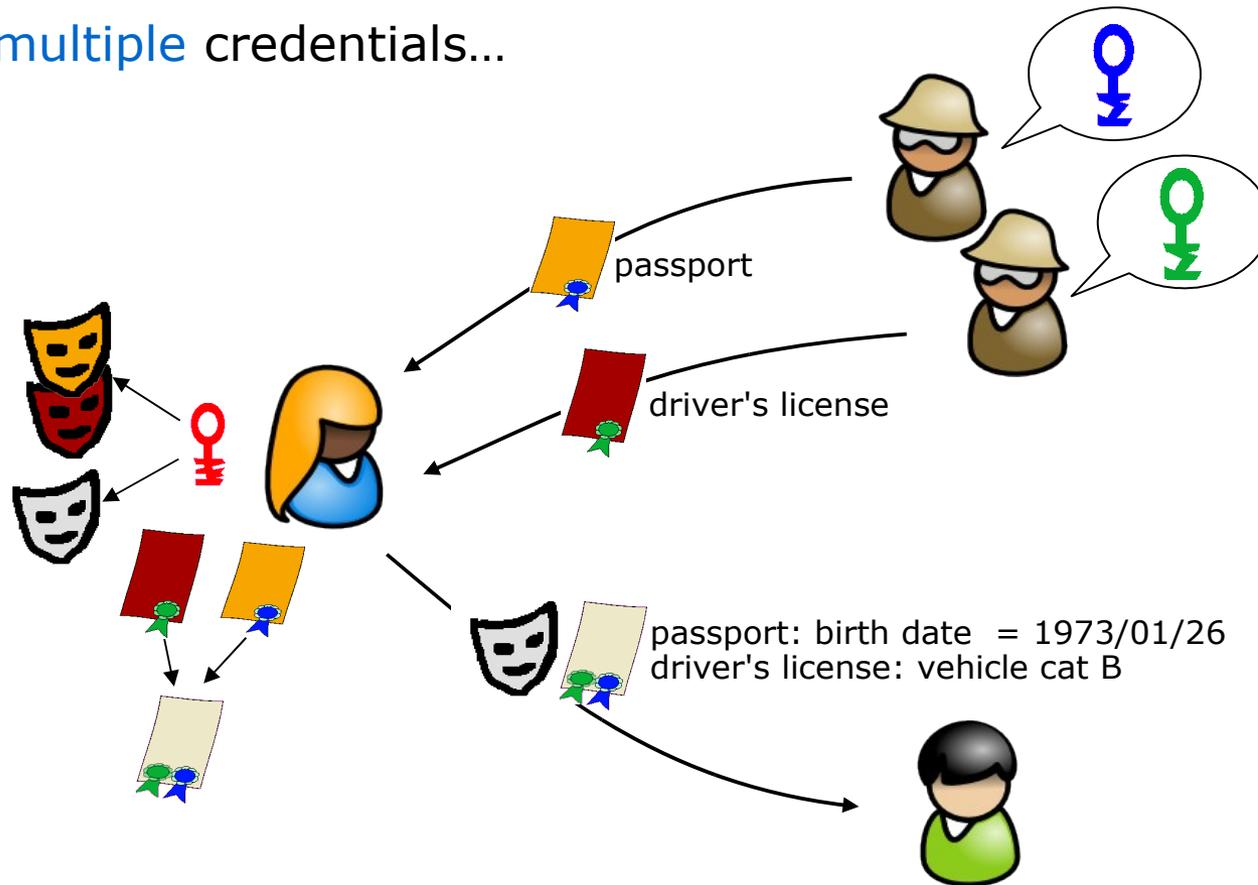 multiple credentials...
passport
driver's license
passport: birth date  = 1973/01/26
driver's license: vehicle cat B